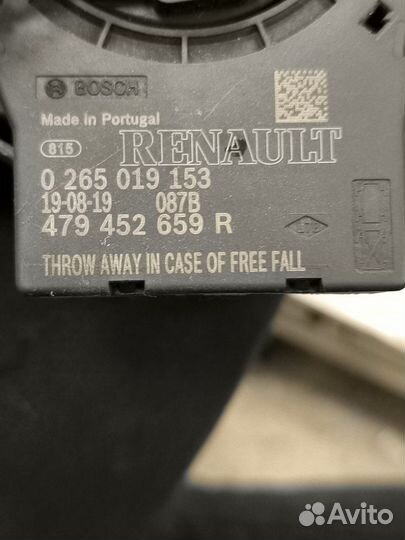 BOSCH
Made in Portugal
815 RENAULT
0 265 019 153
19-08-19 087B
479 452 659 R
THROW AWAY IN CASE OF FREE FALL
Avito